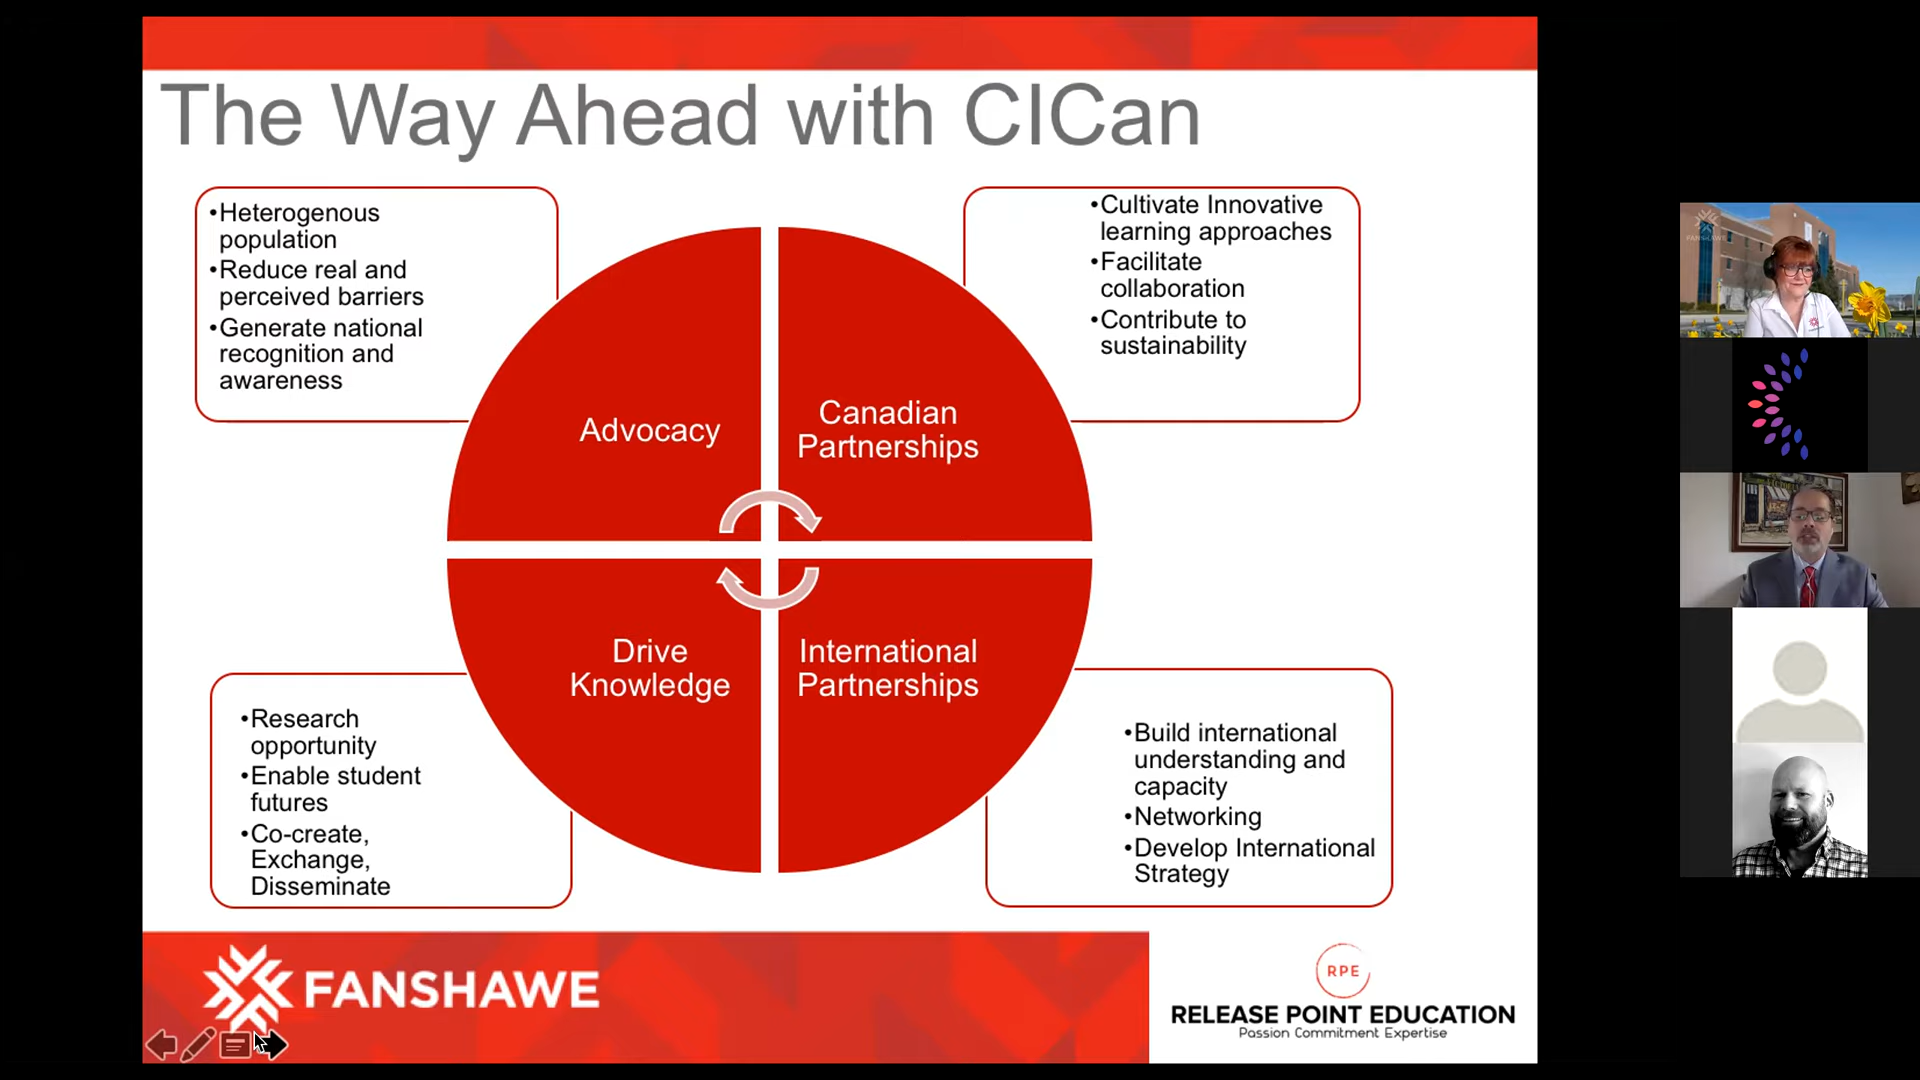 The Way Ahead with CICan
•Heterogenous
population
•Reduce real and
perceived barriers
•Generate national
recognition and
awareness
•Cultivate Innovative
learning approaches
•Facilitate
collaboration
•Contribute to
sustainability
Advocacy
Canadian
Partnerships
Drive
Knowledge
International
Partnerships
•Research
opportunity
•Enable student
futures
•Co-create,
Exchange,
Disseminate
•Build international
understanding and
capacity
•Networking
•Develop International
Strategy
FANSHAWE
RPE
RELEASE POINT EDUCATION
Passion Commitment Expertise
FANSHAWE